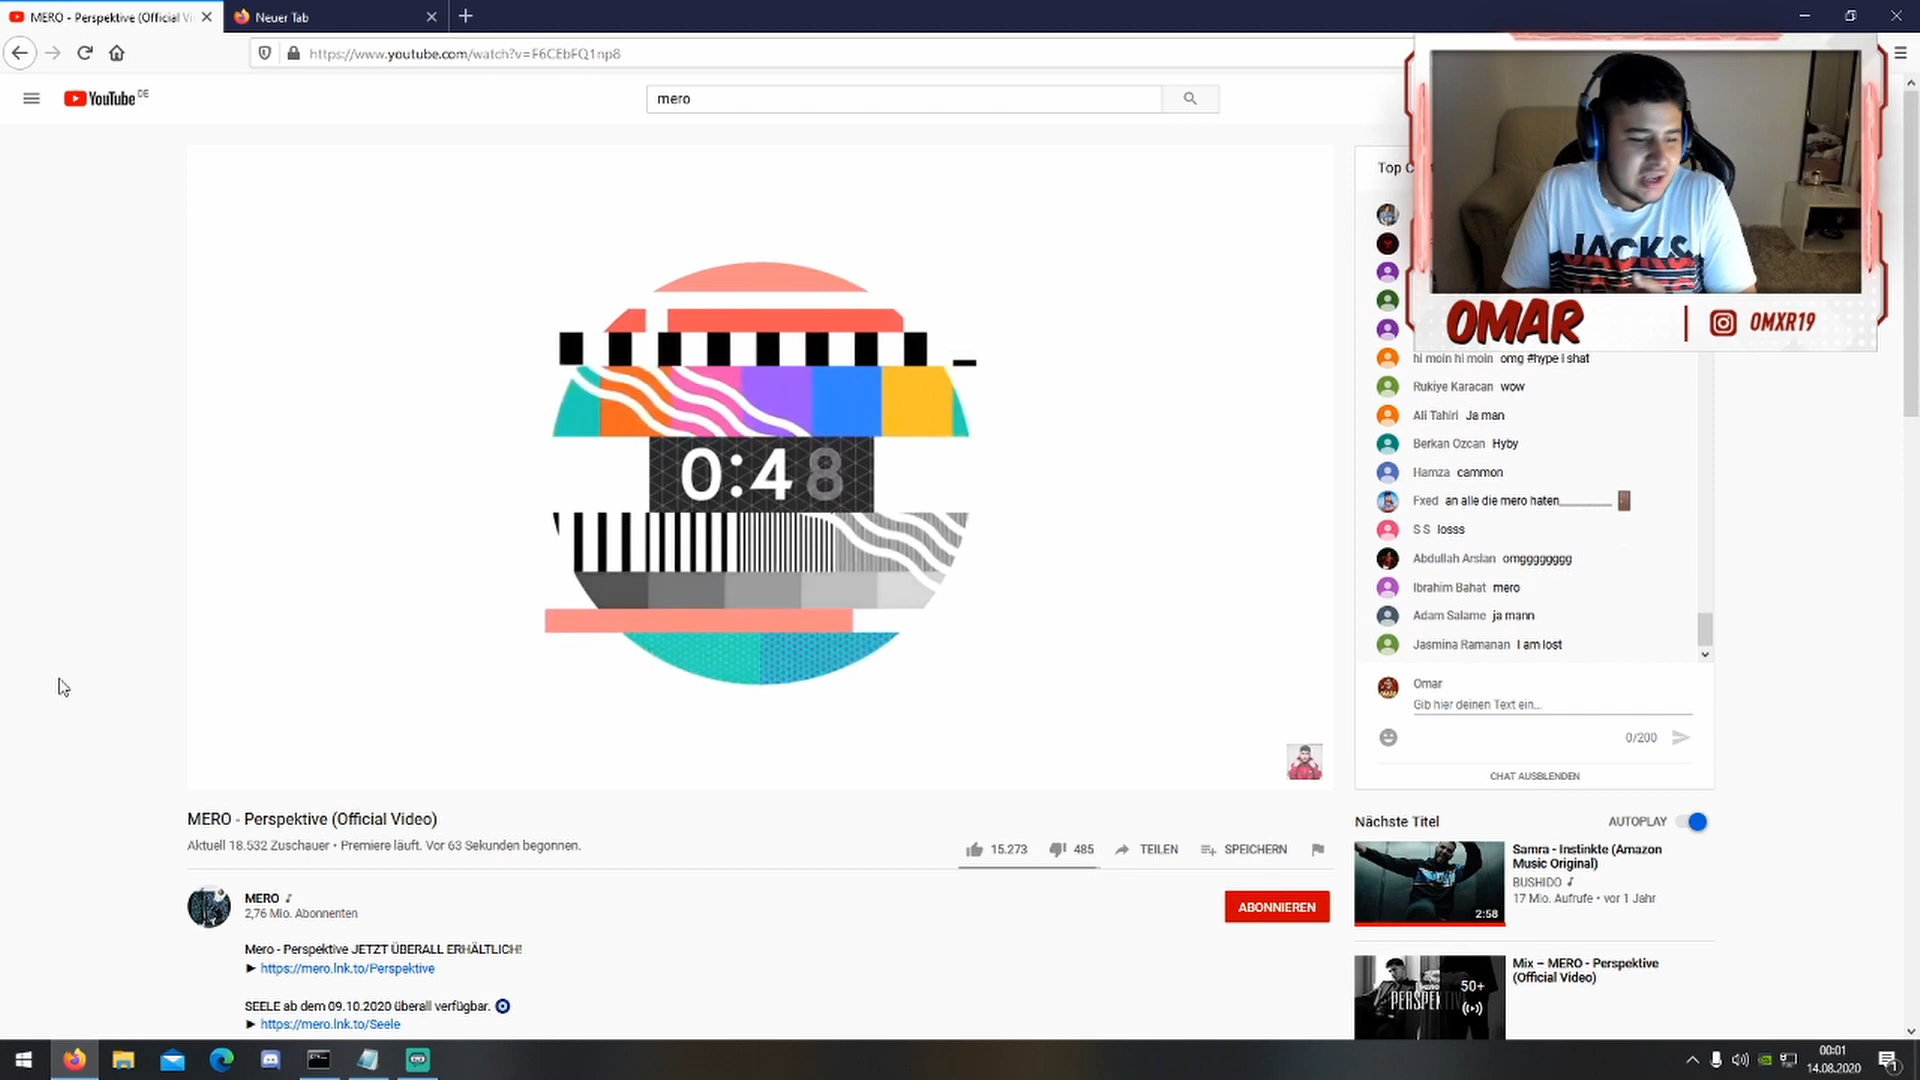 MERO - Perspektive (Official Vi
Neuer Tab
https://www.youtube.com/watch?v=F6CEbFQ1np8
YouTube DE
mero
JACK&
OMAR
OMXR19
Top C
0:48
hi moin hi moin omg #hype i shat
Rukiye Karacan wow
Ali Tahiri Ja man
Berkan Ozcan Hyby
Hamza cammon
Fxed an alle die mero haten_______
S S losss
Abdullah Arslan omgggggggg
Ibrahim Bahat mero
Adam Salame ja mann
Jasmina Ramanan I am lost
Omar
Gib hier deinen Text ein...
0/200
CHAT AUSBLENDEN
MERO - Perspektive (Official Video)
Aktuell 18.532 Zuschauer • Premiere läuft. Vor 63 Sekunden begonnen.
15.273
485
TEILEN
SPEICHERN
MERO
2,76 Mio. Abonnenten
ABONNIEREN
Mero - Perspektive JETZT ÜBERALL ERHÄLTLICH!
► https://mero.lnk.to/Perspektive
SEELE ab dem 09.10.2020 überall verfügbar.
► https://mero.lnk.to/Seele
Nächste Titel
AUTOPLAY
Samra - Instinkte (Amazon
Music Original)
BUSHIDO
17 Mio. Aufrufe • vor 1 Jahr
2:58
Mix – MERO - Perspektive
(Official Video)
50+
PERSPEKTIV
00:01
14.08.2020
1